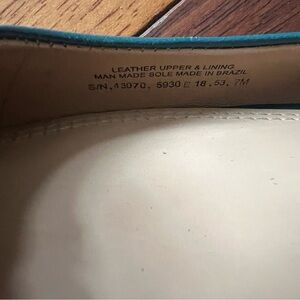 LEATHER UPPER & LINING
MAN MADE SOLE MADE IN BRAZIL
S/N.43070. 5930 E 18.53. 7M